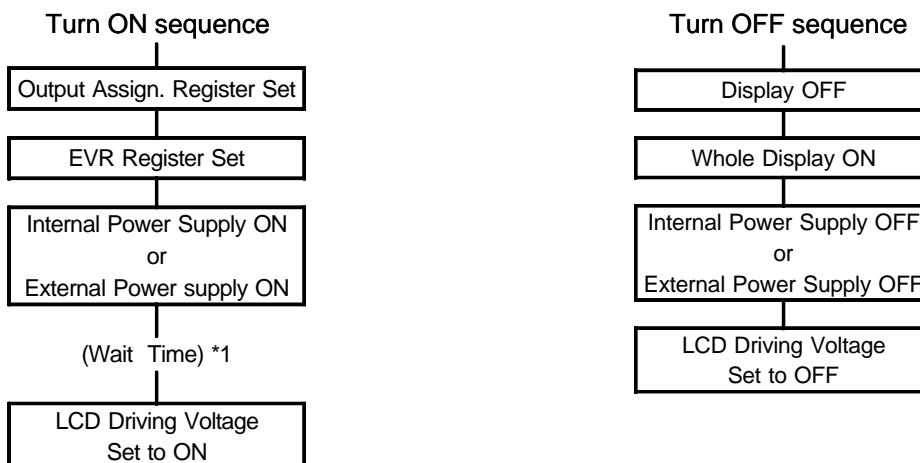 Turn ON sequence
Output Assign. Register Set
EVR Register Set
Internal Power Supply ON
or
External Power supply ON
(Wait Time) *1
LCD Driving Voltage
Set to ON
Turn OFF sequence
Display OFF
Whole Display ON
Internal Power Supply OFF
or
External Power Supply OFF
LCD Driving Voltage
Set to OFF